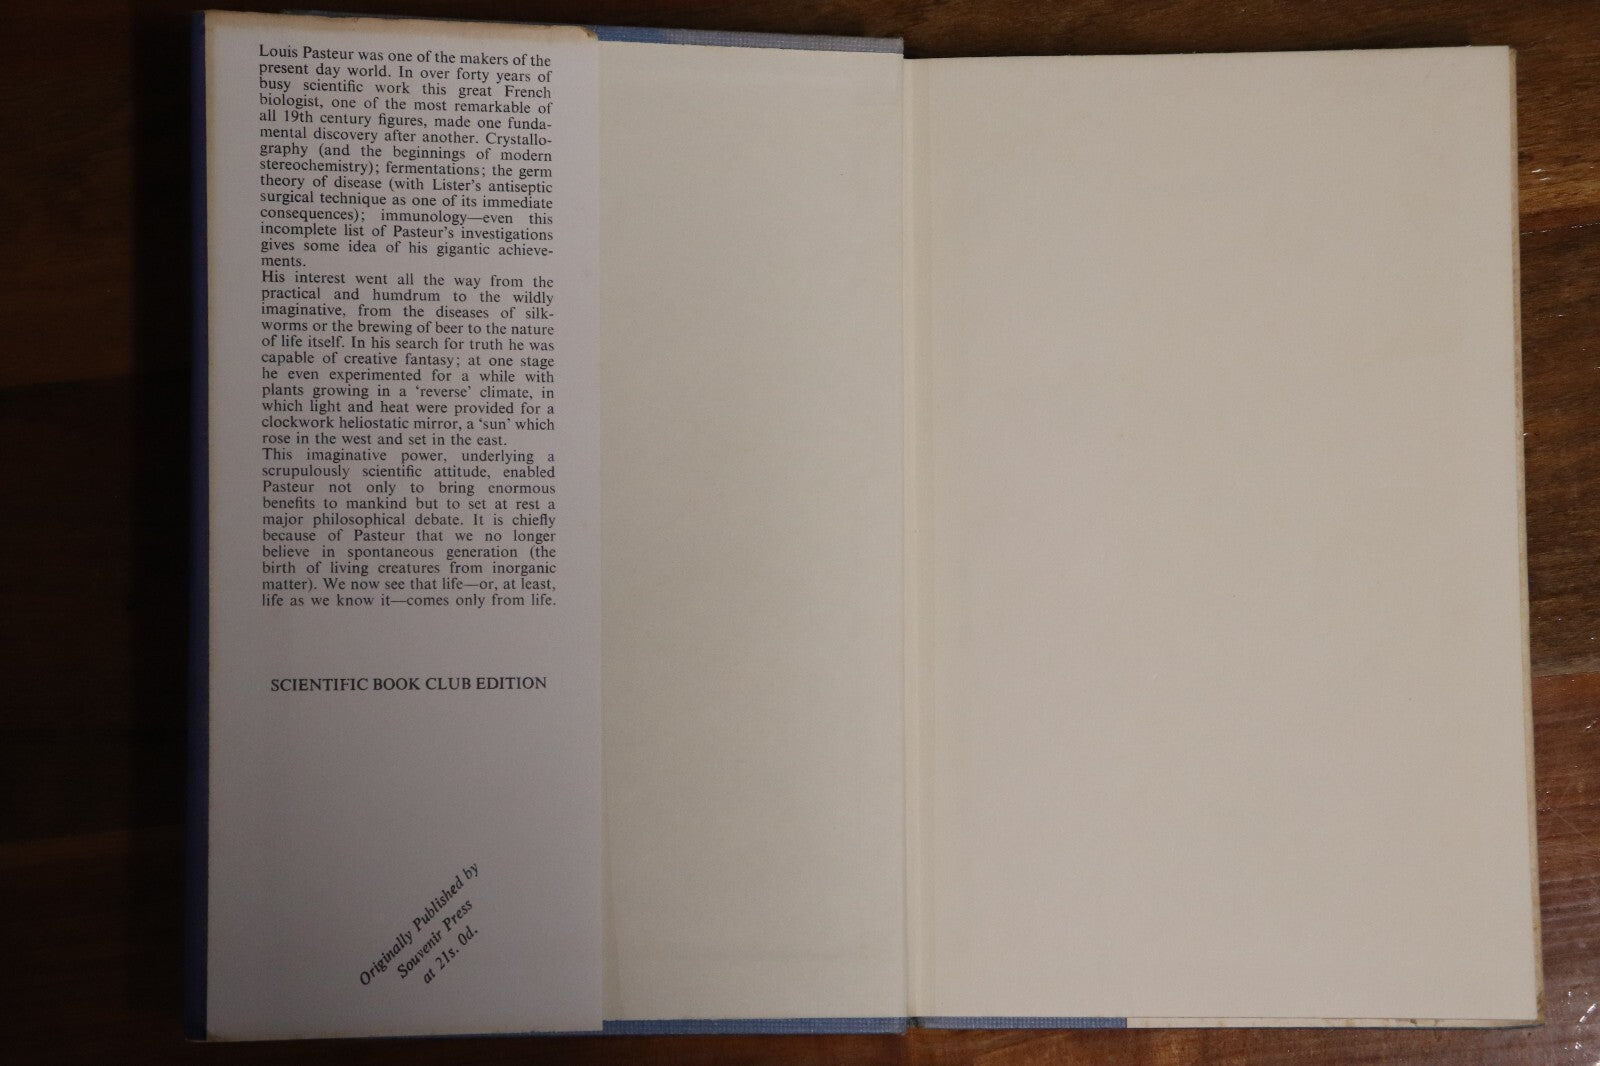 Louis Pasteur was one of the makers of the
present day world. In over forty years of
busy scientific work this great French
biologist, one of the most remarkable of
all 19th century figures, made one funda-
mental discovery after another. Crystallo-
graphy (and the beginnings of modern
stereochemistry); fermentations; the germ
theory of disease (with Lister's antiseptic
surgical technique as one of its immediate
consequences); immunology—even this
incomplete list of Pasteur's investigations
gives some idea of his gigantic achieve-
ments.
His interest went all the way from the
practical and humdrum to the wildly
imaginative, from the diseases of silk-
worms or the brewing of beer to the nature
of life itself. In his search for truth he was
capable of creative fantasy; at one stage
he even experimented for a while with
plants growing in a 'reverse' climate, in
which light and heat were provided for a
clockwork heliostatic mirror, a 'sun' which
rose in the west and set in the east.
This imaginative power, underlying a
scrupulously scientific attitude, enabled
Pasteur not only to bring enormous
benefits to mankind but to set at rest a
major philosophical debate. It is chiefly
because of Pasteur that we no longer
believe in spontaneous generation (the
birth of living creatures from inorganic
matter). We now see that life—or, at least,
life as we know it—comes only from life.
SCIENTIFIC BOOK CLUB EDITION
Originally Published by
Souvenir Press
at 21s. 0d.